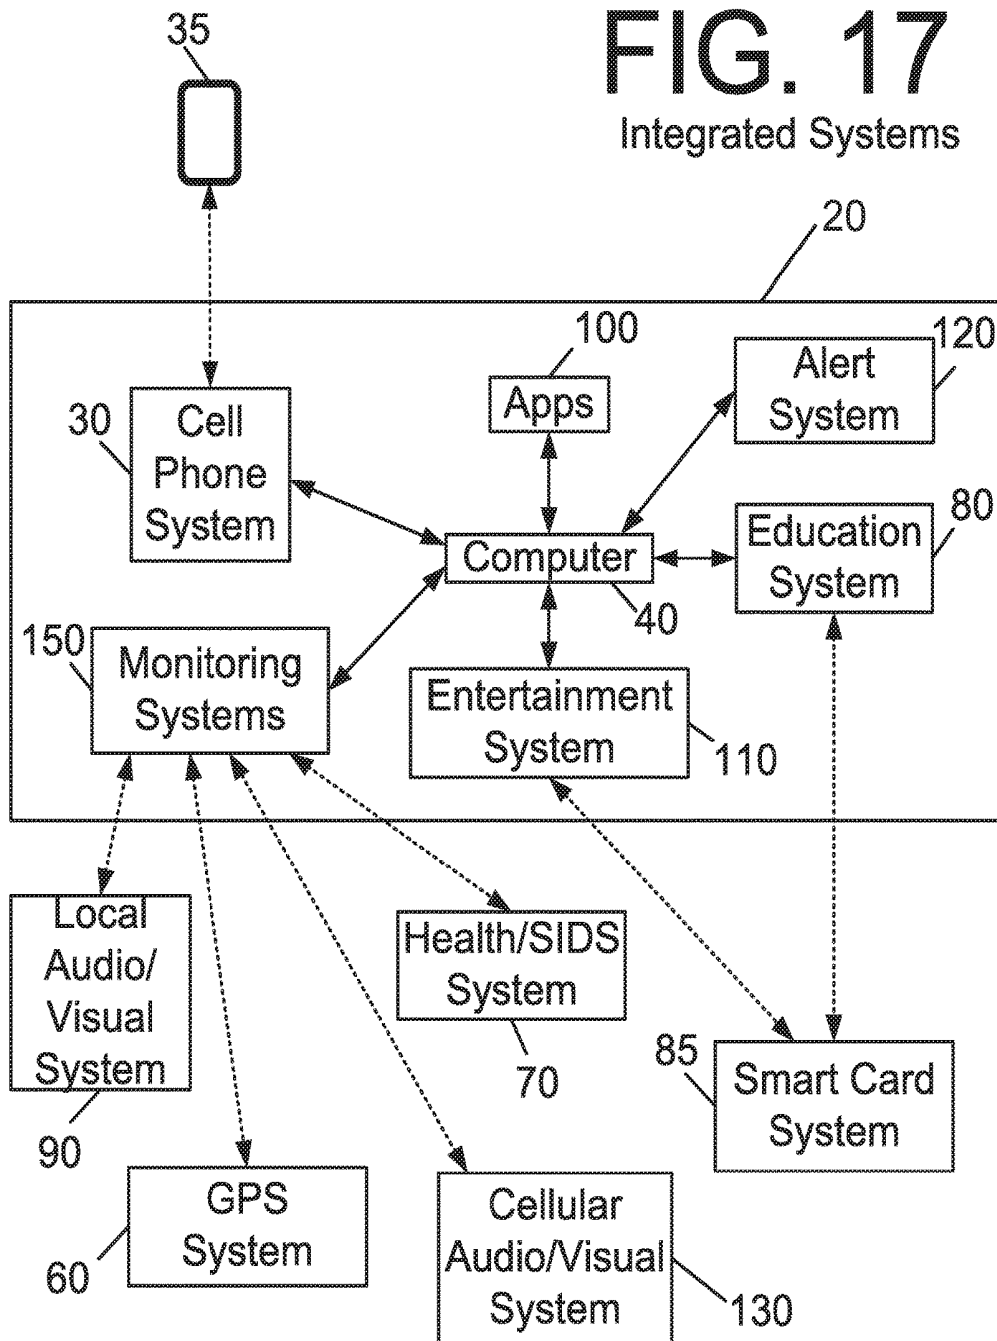 35
FIG. 17
Integrated Systems
20
100
Apps
Alert
System
120
30
Cell
Phone
System
Computer
40
Education
System
80
150
Monitoring
Systems
Entertainment
System
110
Local
Audio/
Visual
System
90
Health/SIDS
System
70
85
Smart Card
System
GPS
System
60
Cellular
Audio/Visual
System
130